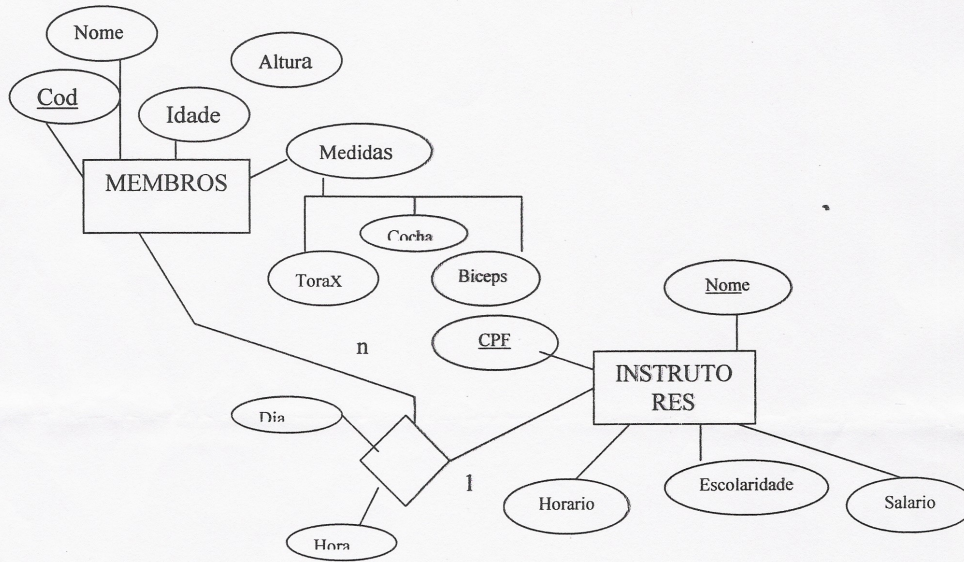 Nome
Altura
Cod
Idade
Medidas
MEMBROS
Cocha
ToraX
Biceps
Nome
CPF
n
INSTRUTO
RES
Dia
1
Escolaridade
Horario
Salario
Hora